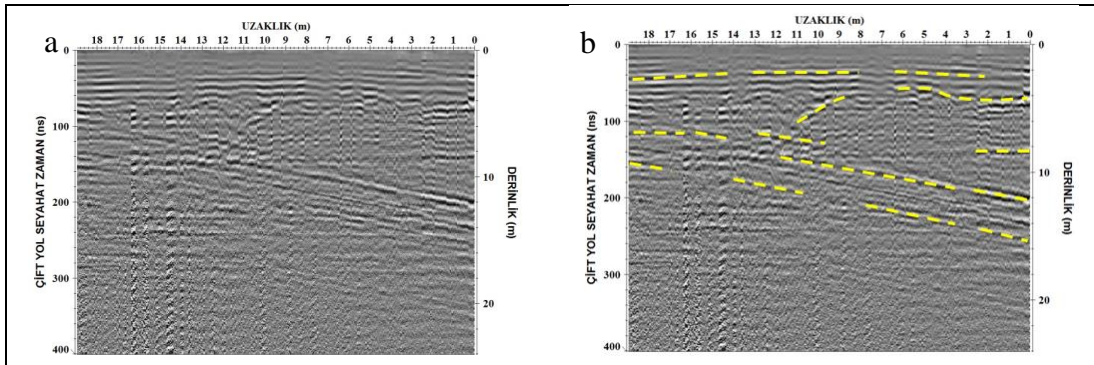 a
UZAKLIK (m)
18 17 16 15 14 13 12 11 10 9 8 7 6 5 4 3 2 1 0
ÇİFT YOL SEYAHAT ZAMAN (ns)
0
100
200
300
400
DERİNLİK (m)
0
10
20
b
UZAKLIK (m)
18 17 16 15 14 13 12 11 10 9 8 7 6 5 4 3 2 1 0
ÇİFT YOL SEYAHAT ZAMAN (ns)
0
100
200
300
400
DERİNLİK (m)
0
10
20